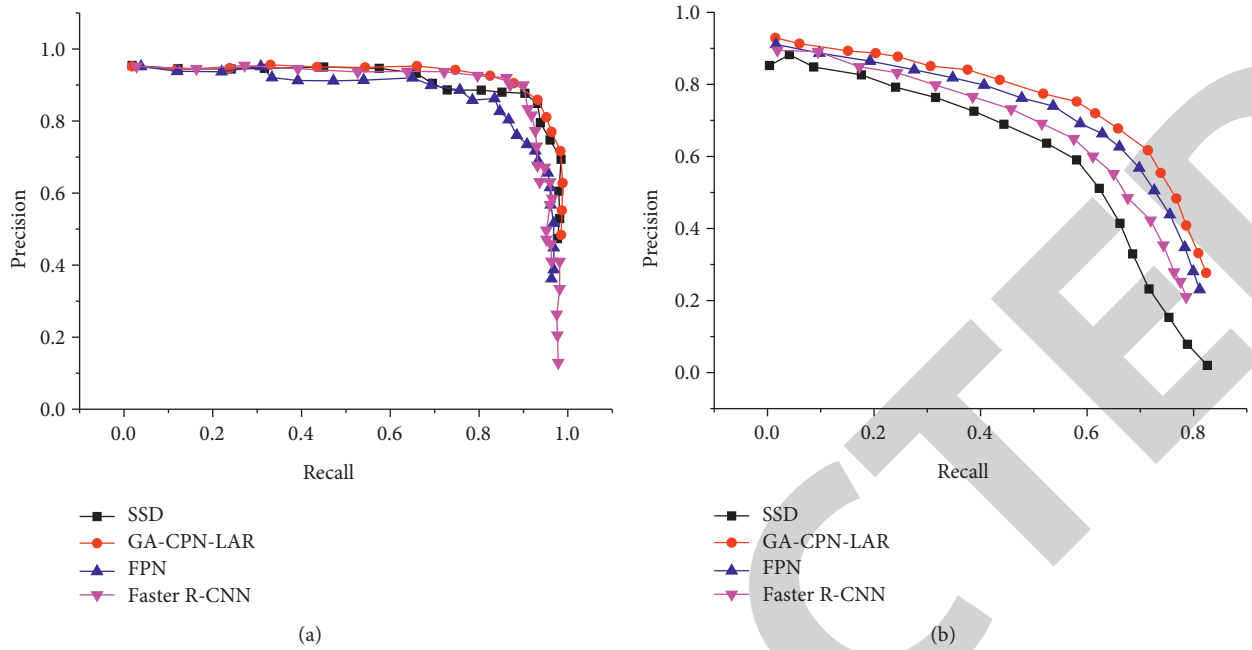 1.0
0.8
0.6
0.4
0.2
0.0
Precision
0.0 0.2 0.4 0.6 0.8 1.0
Recall
SSD
GA-CPN-LAR
FPN
Faster R-CNN
(a)
1.0
0.8
0.6
0.4
0.2
0.0
Precision
0.0 0.2 0.4 0.6 0.8
Recall
SSD
GA-CPN-LAR
FPN
Faster R-CNN
(b)
CTE